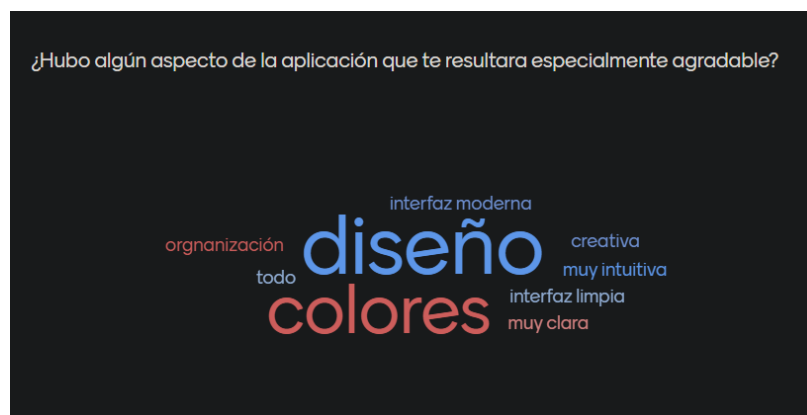 ¿Hubo algún aspecto de la aplicación que te resultara especialmente agradable?
interfaz moderna
orgnanización
diseño
creativa
muy intuitiva
todo
interfaz limpia
colores
muy clara